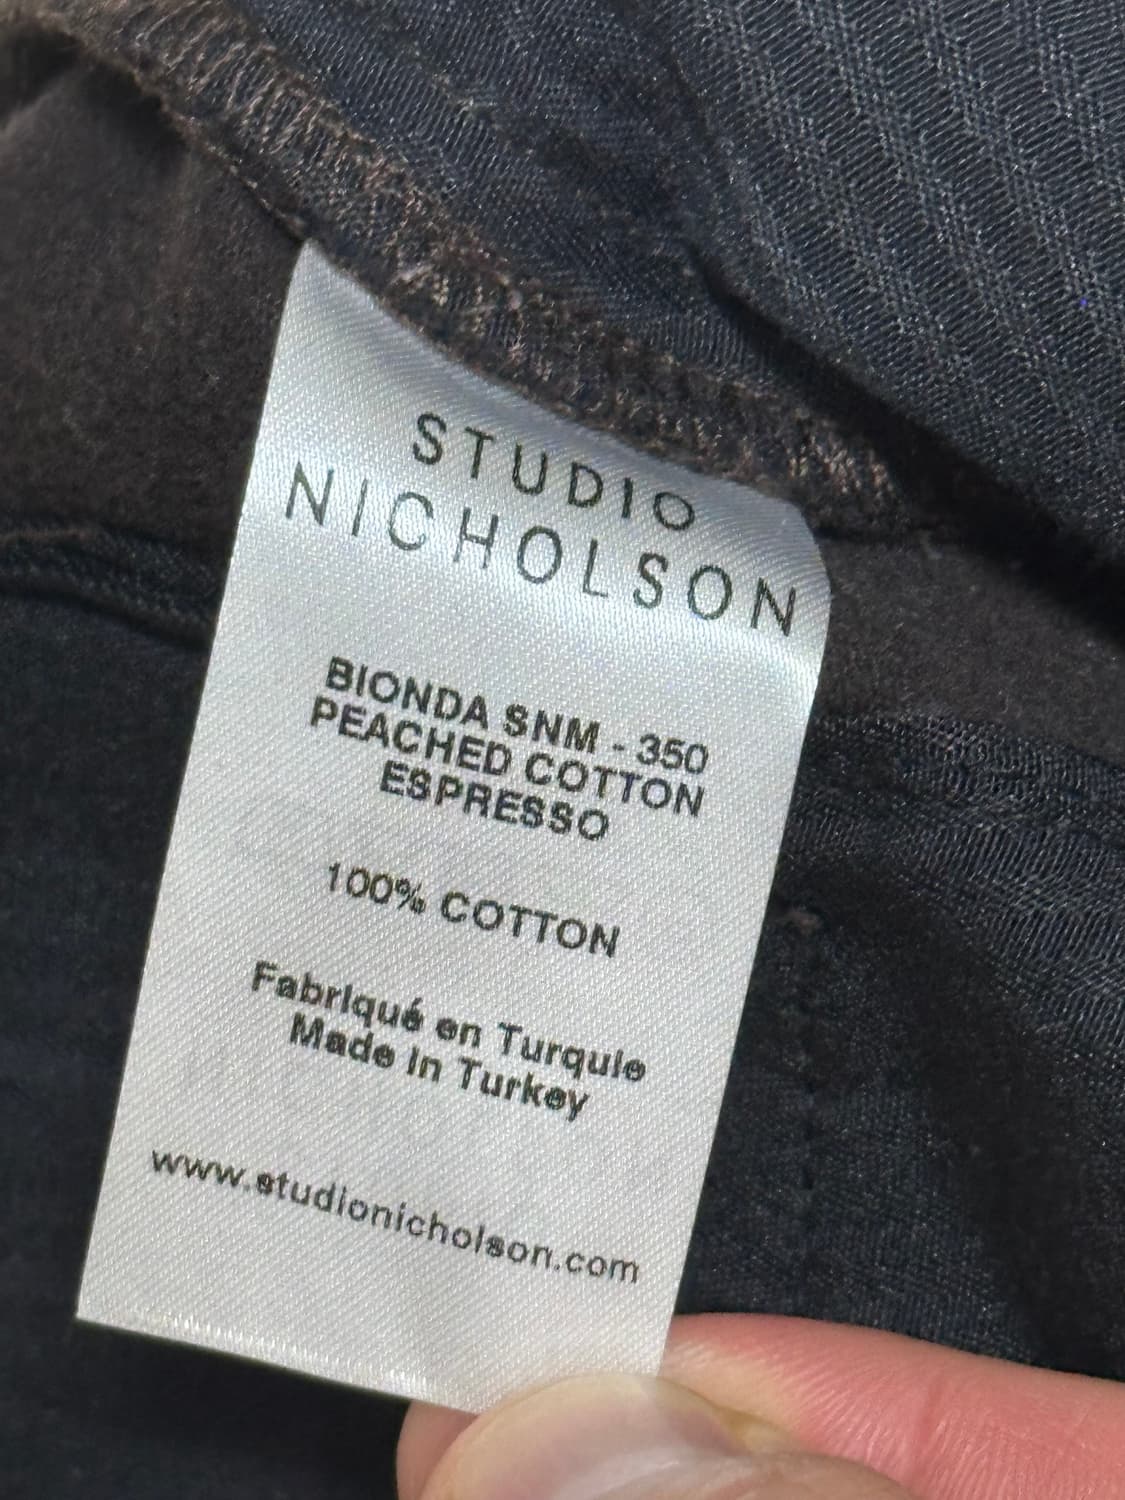 STUDIO
NICHOLSON
BIONDA SNM - 350
PEACHED COTTON
ESPRESSO
100% COTTON
Fabriqué en Turquie
Made in Turkey
www.studionicholson.com